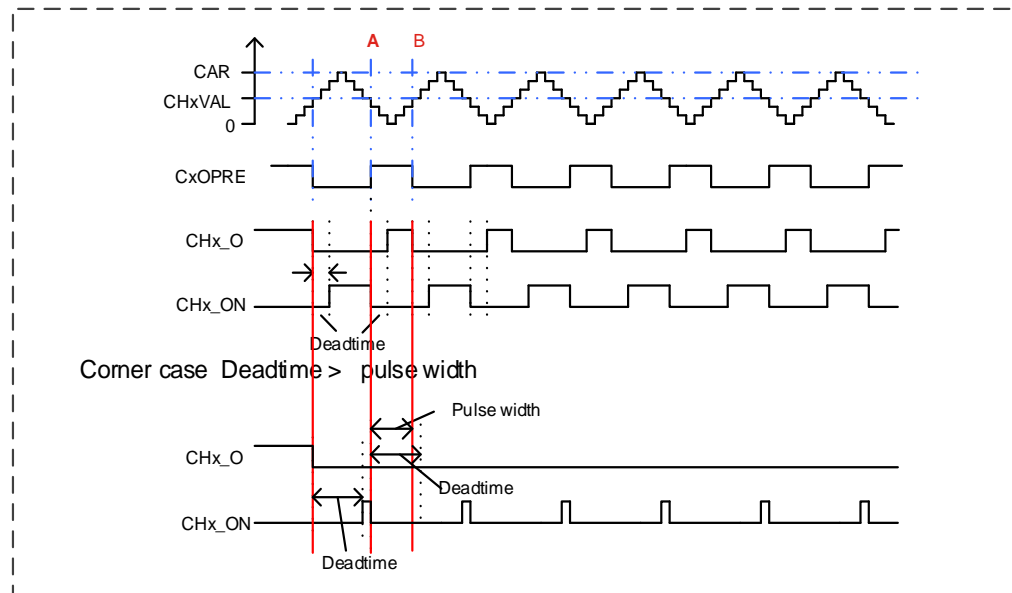 A B
CAR
CHxVAL
0
CxOPRE
CHx_O
CHx_ON
Deadtime
Corner case Deadtime > pulse width
Pulse width
CHx_O
Deadtime
CHx_ON
Deadtime